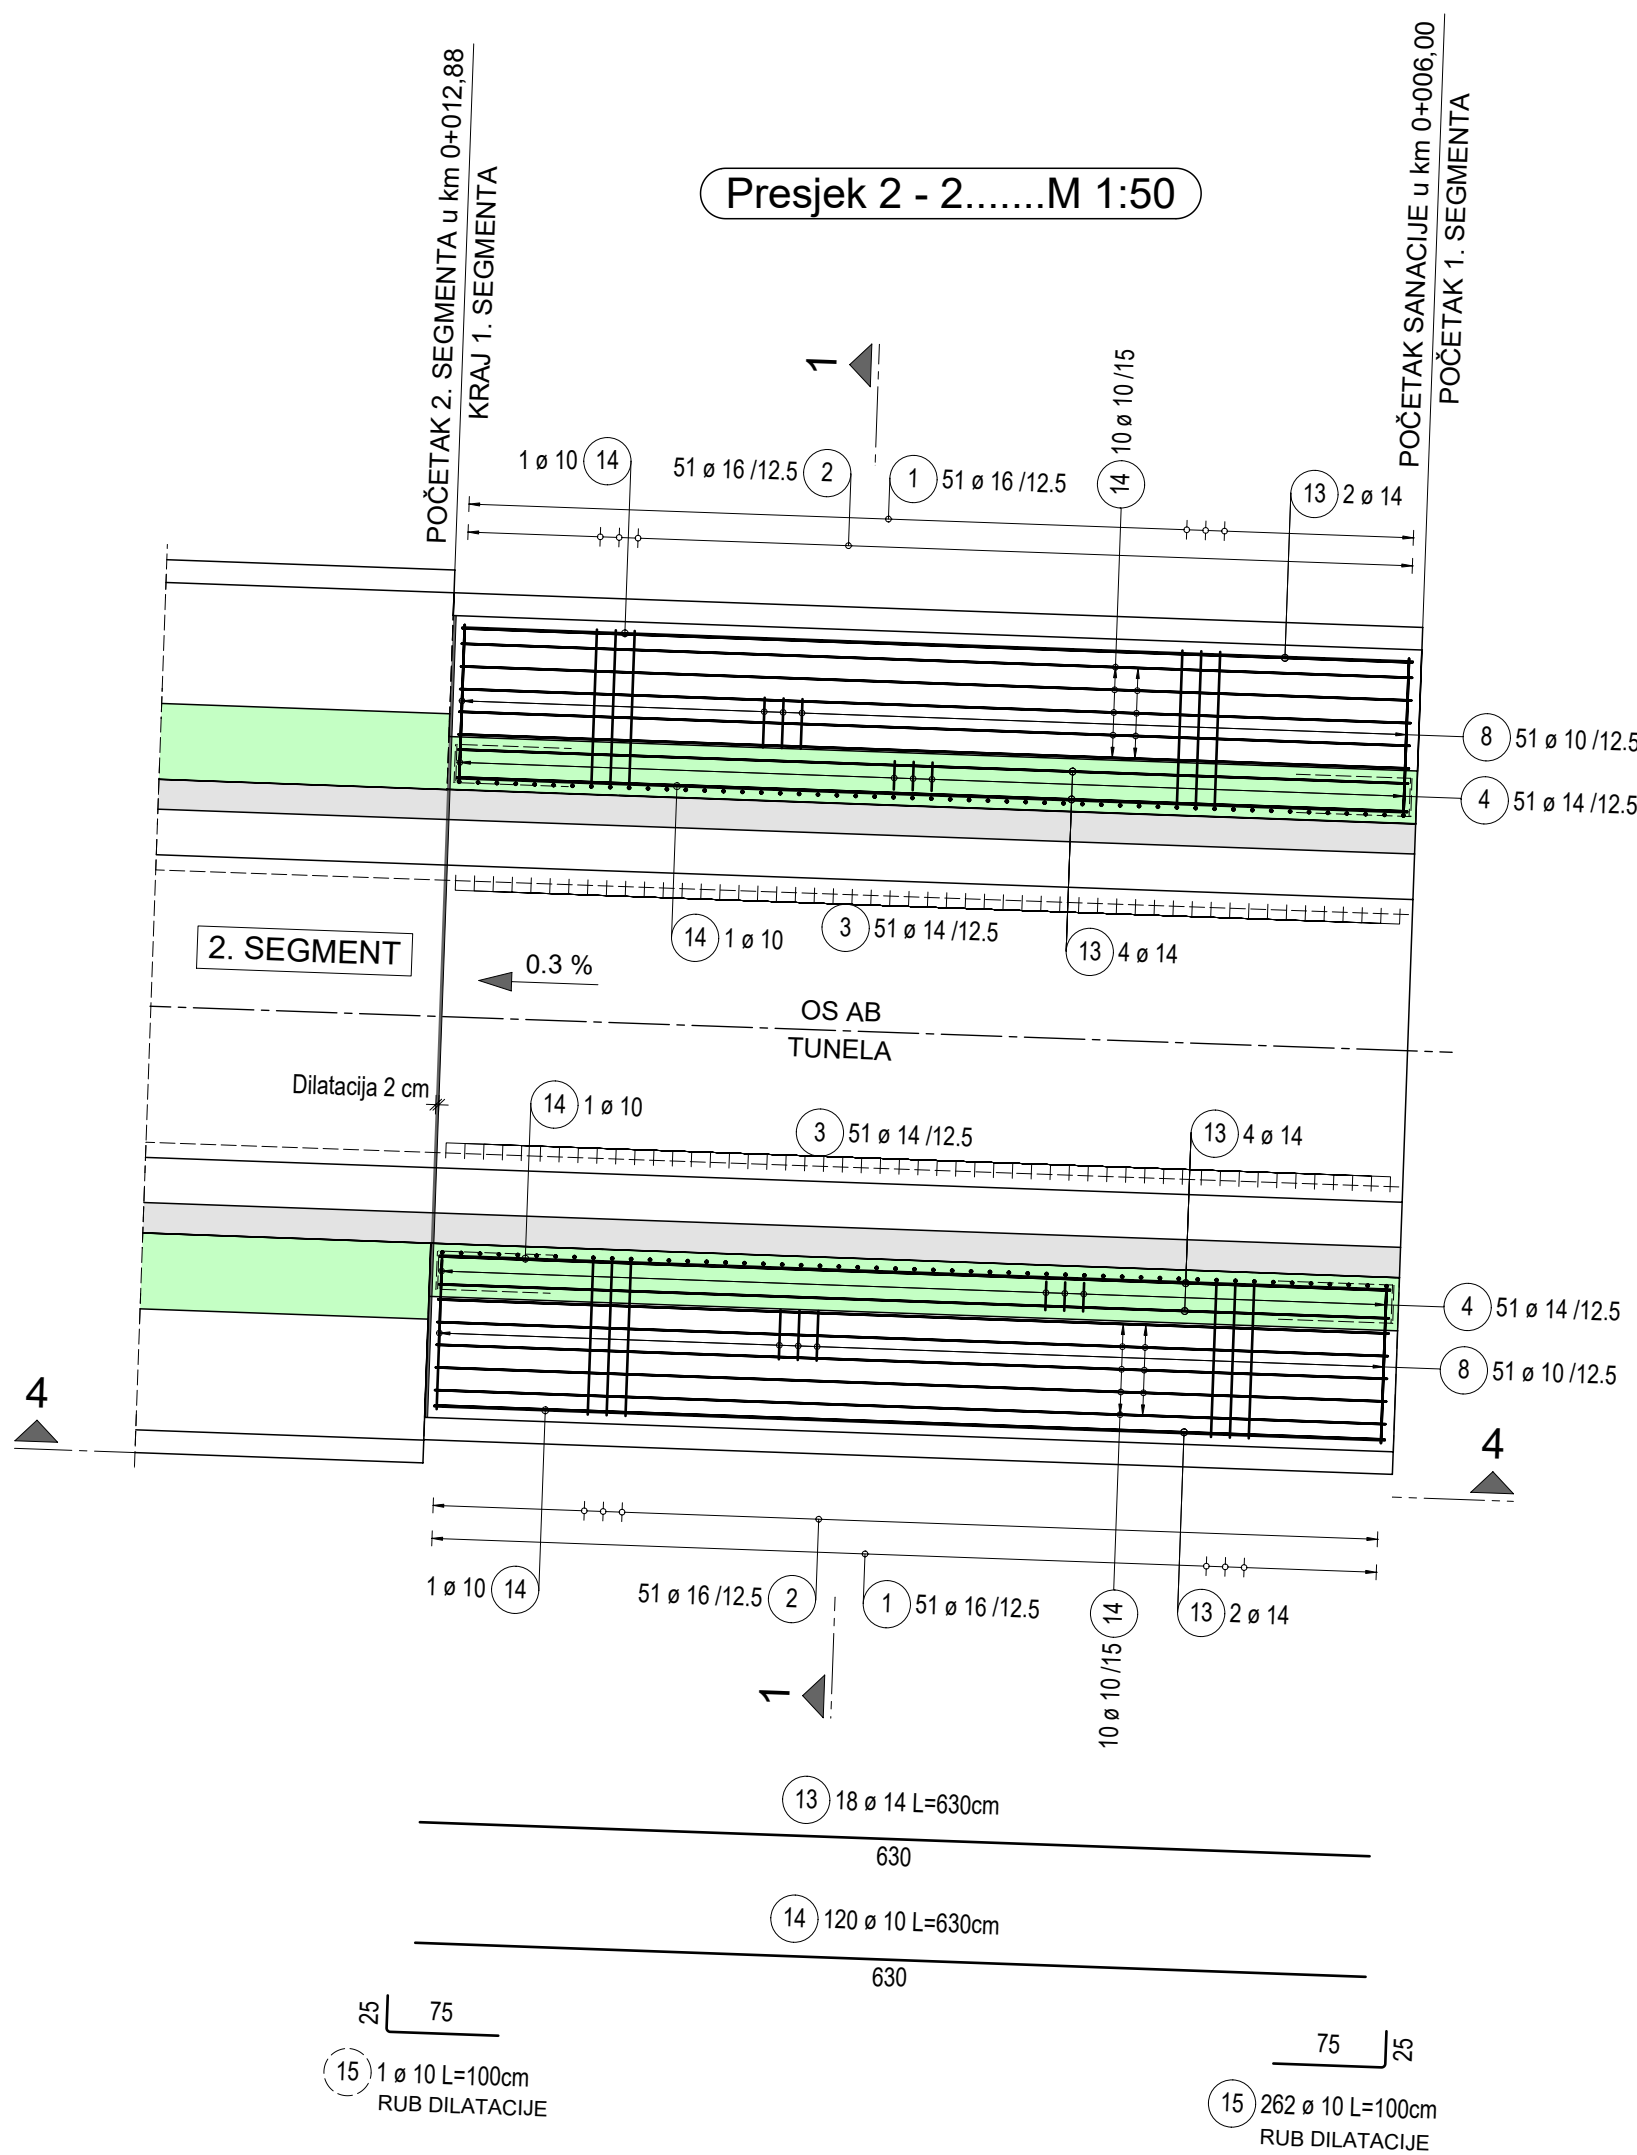 POČETAK 2. SEGMENTA u km 0+012,88
KRAJ 1. SEGMENTA
Presjek 2 - 2.......M 1:50
POČETAK SANACIJE u km 0+006,00
POČETAK 1. SEGMENTA
1
10 ø 10 /15
14
1 ø 10 14
51 ø 16 /12.5 2
1 51 ø 16 /12.5
13 2 ø 14
8 51 ø 10 /12.5
4 51 ø 14 /12.5
14 1 ø 10
3 51 ø 14 /12.5
13 4 ø 14
2. SEGMENT
0.3 %
OS AB
TUNELA
Dilatacija 2 cm
14 1 ø 10
3 51 ø 14 /12.5
13 4 ø 14
4 51 ø 14 /12.5
8 51 ø 10 /12.5
4
4
1 ø 10 14
51 ø 16 /12.5 2
1 51 ø 16 /12.5
14
10 ø 10 /15
13 2 ø 14
1
13 18 ø 14 L=630cm
630
14 120 ø 10 L=630cm
630
25 75
15 1 ø 10 L=100cm
RUB DILATACIJE
75 25
15 262 ø 10 L=100cm
RUB DILATACIJE